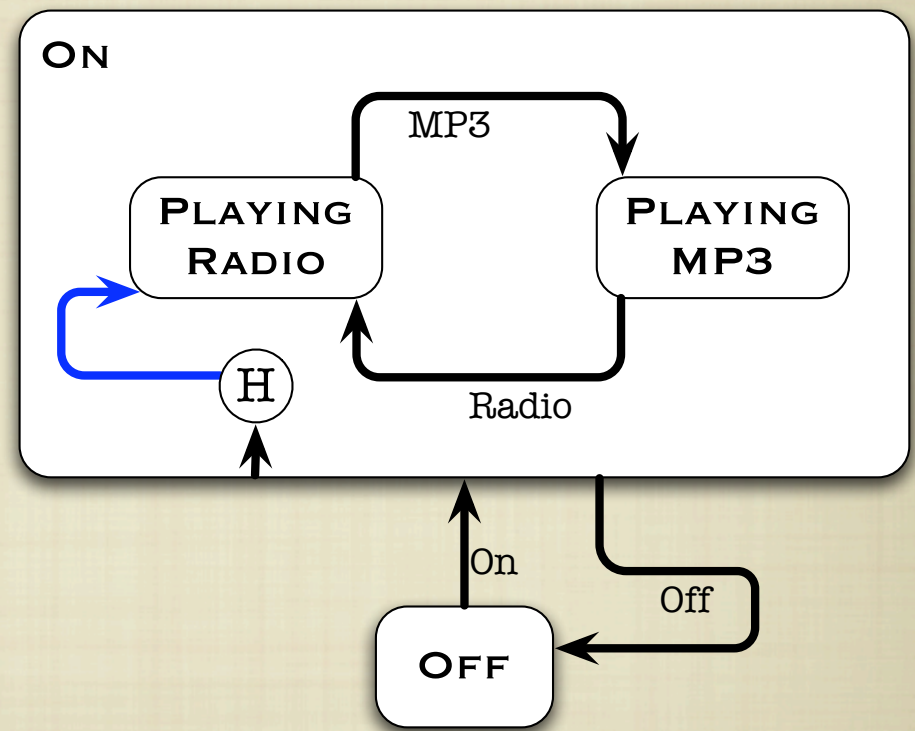 On
MP3
Playing
Radio
Playing
MP3
H
Radio
On
Off
Off